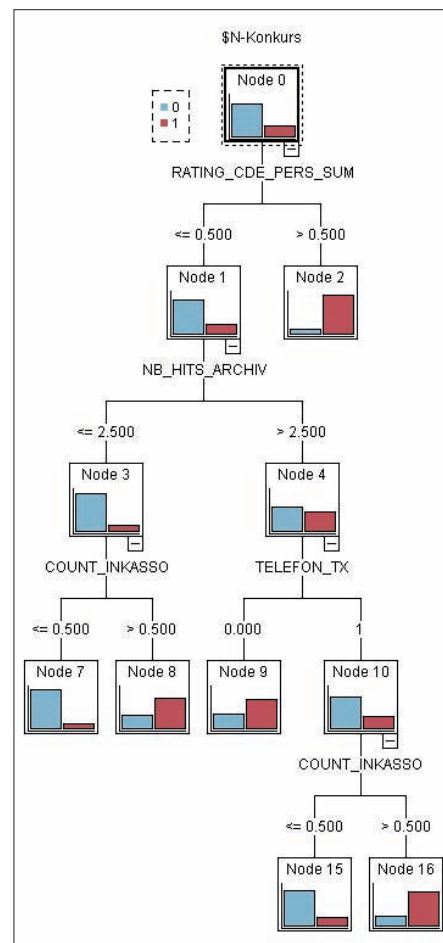 $N-Konkurs
Node 0
0
1
RATING_CDE_PERS_SUM
<= 0.500
> 0.500
Node 1
Node 2
NB_HITS_ARCHIV
<= 2.500
> 2.500
Node 3
Node 4
COUNT_INKASSO
TELEFON_TX
<= 0.500
> 0.500
0.000
1
Node 7
Node 8
Node 9
Node 10
COUNT_INKASSO
<= 0.500
> 0.500
Node 15
Node 16